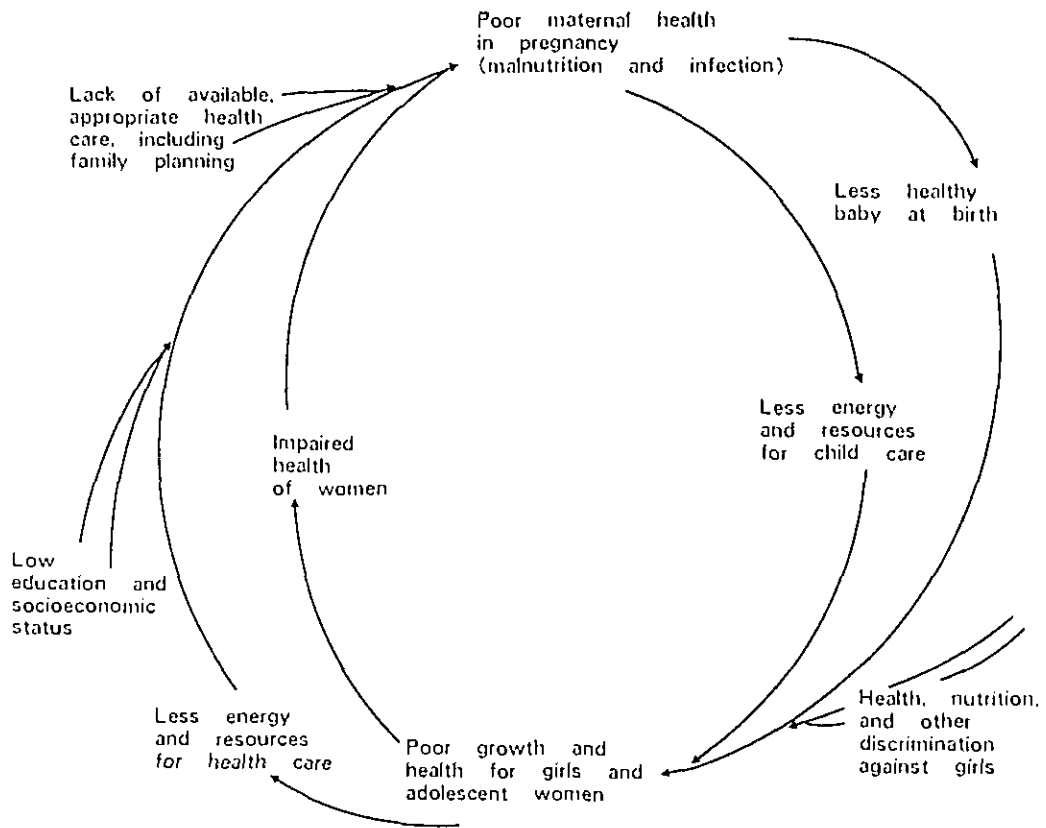 Poor maternal health
in pregnancy
(malnutrition and infection)
Lack of available,
appropriate health
care, including
family planning
Less healthy
baby at birth
Less energy
and resources
for child care
Impaired
health
of women
Low
education and
socioeconomic
status
Health, nutrition,
and other
discrimination
against girls
Less energy
and resources
for health care
Poor growth and
health for girls and
adolescent women